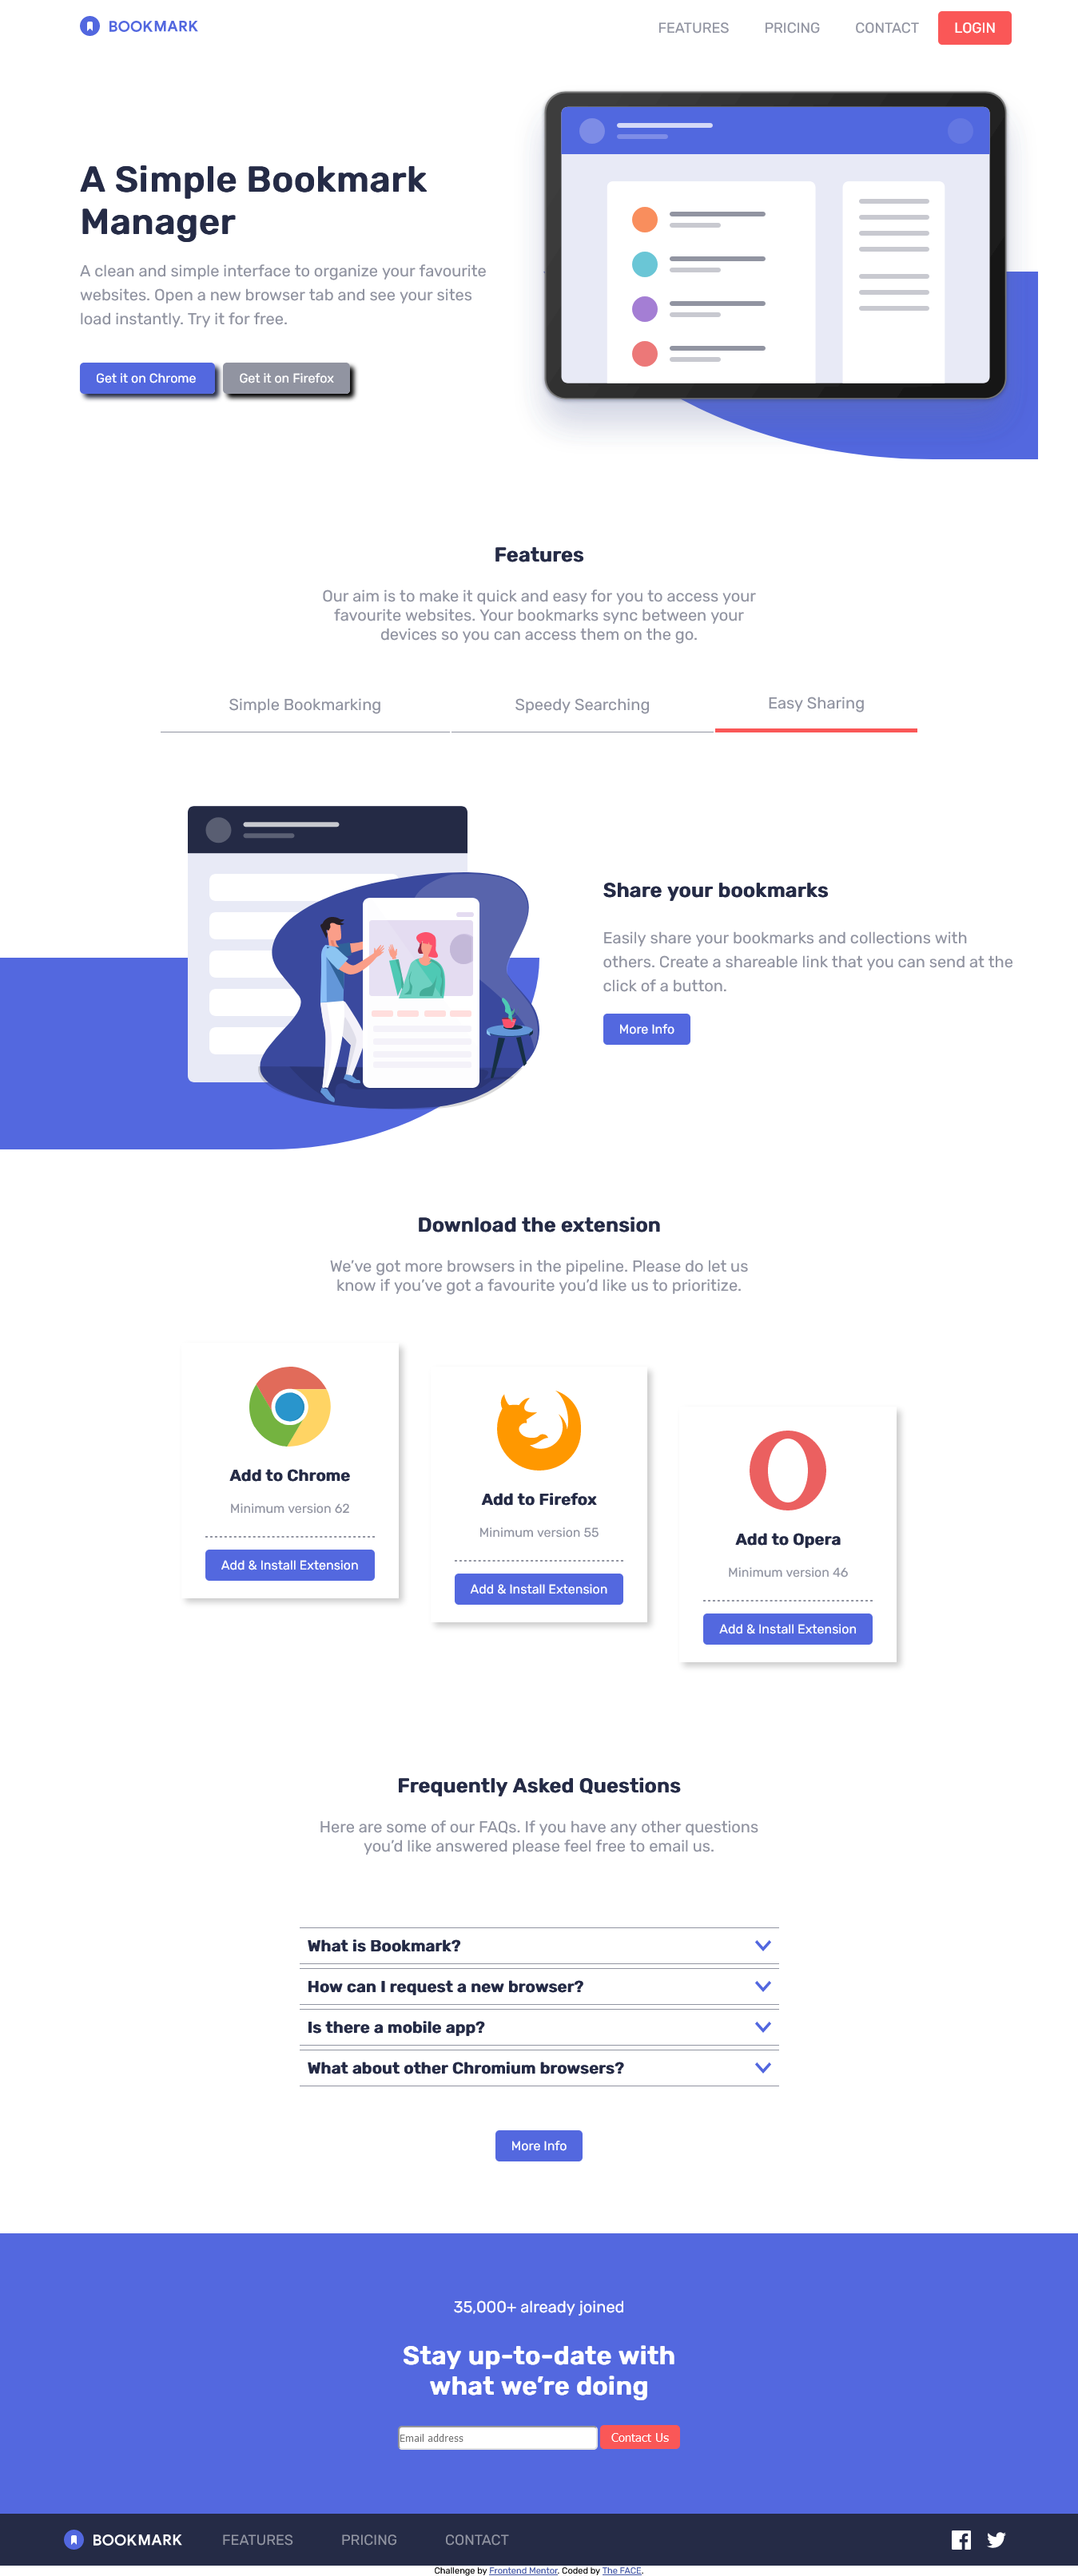 BOOKMARK
FEATURES PRICING CONTACT LOGIN
A Simple Bookmark
Manager
A clean and simple interface to organize your favourite
websites. Open a new browser tab and see your sites
load instantly. Try it for free.
Get it on Chrome Get it on Firefox
Features
Our aim is to make it quick and easy for you to access your
favourite websites. Your bookmarks sync between your
devices so you can access them on the go.
Simple Bookmarking Speedy Searching Easy Sharing
Share your bookmarks
Easily share your bookmarks and collections with
others. Create a shareable link that you can send at the
click of a button.
More Info
Download the extension
We’ve got more browsers in the pipeline. Please do let us
know if you’ve got a favourite you’d like us to prioritize.
Add to Chrome
Minimum version 62
Add & Install Extension
Add to Firefox
Minimum version 55
Add & Install Extension
Add to Opera
Minimum version 46
Add & Install Extension
Frequently Asked Questions
Here are some of our FAQs. If you have any other questions
you’d like answered please feel free to email us.
What is Bookmark?
How can I request a new browser?
Is there a mobile app?
What about other Chromium browsers?
More Info
35,000+ already joined
Stay up-to-date with
what we’re doing
Email address Contact Us
BOOKMARK FEATURES PRICING CONTACT
Challenge by Frontend Mentor. Coded by The FACE.